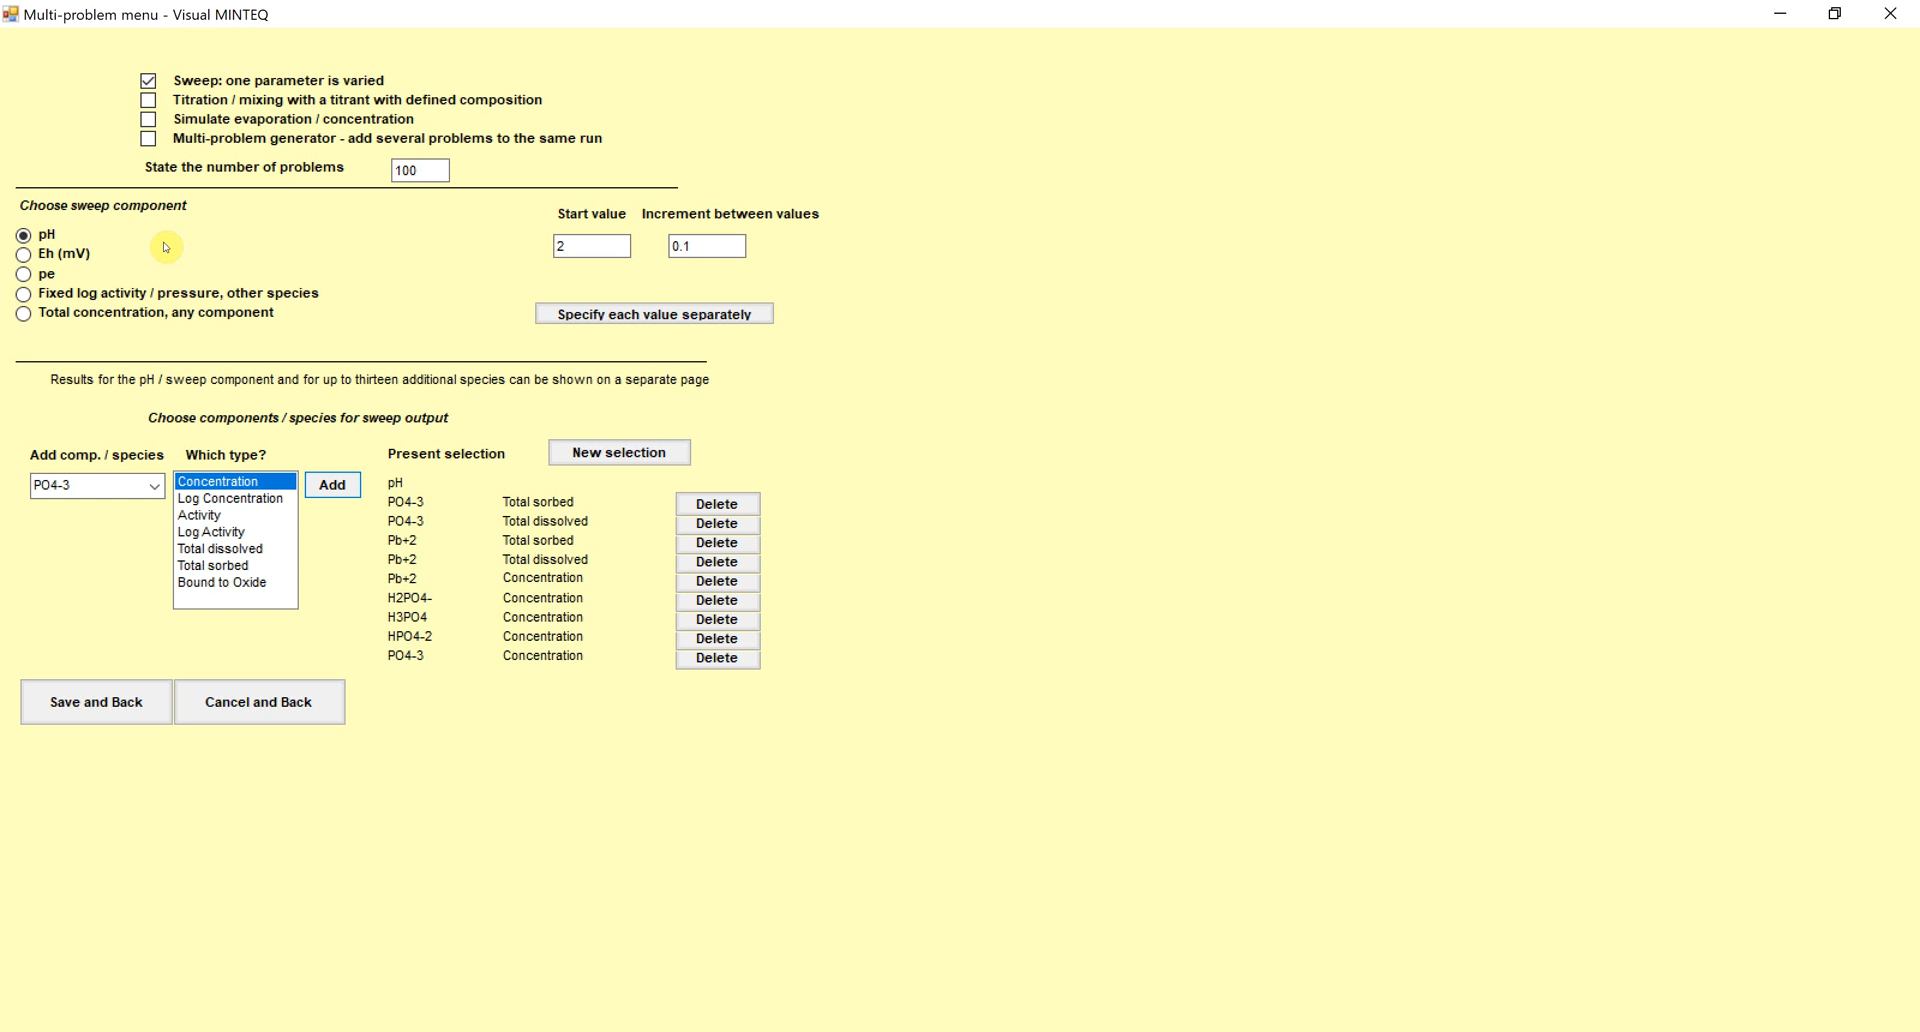 Multi-problem menu - Visual MINTEQ
Sweep: one parameter is varied
Titration / mixing with a titrant with defined composition
Simulate evaporation / concentration
Multi-problem generator - add several problems to the same run
State the number of problems 100
Choose sweep component
Start value Increment between values
pH
2 0.1
Eh (mV)
pe
Fixed log activity / pressure, other species
Total concentration, any component
Specify each value separately
Results for the pH / sweep component and for up to thirteen additional species can be shown on a separate page
Choose components / species for sweep output
Add comp. / species Which type? Present selection New selection
PO4-3 Concentration Add pH
Log Concentration PO4-3 Total sorbed Delete
Activity PO4-3 Total dissolved Delete
Log Activity Pb+2 Total sorbed Delete
Total dissolved Pb+2 Total dissolved Delete
Total sorbed Pb+2 Concentration Delete
Bound to Oxide H2PO4- Concentration Delete
H3PO4 Concentration Delete
HPO4-2 Concentration Delete
PO4-3 Concentration Delete
Save and Back Cancel and Back